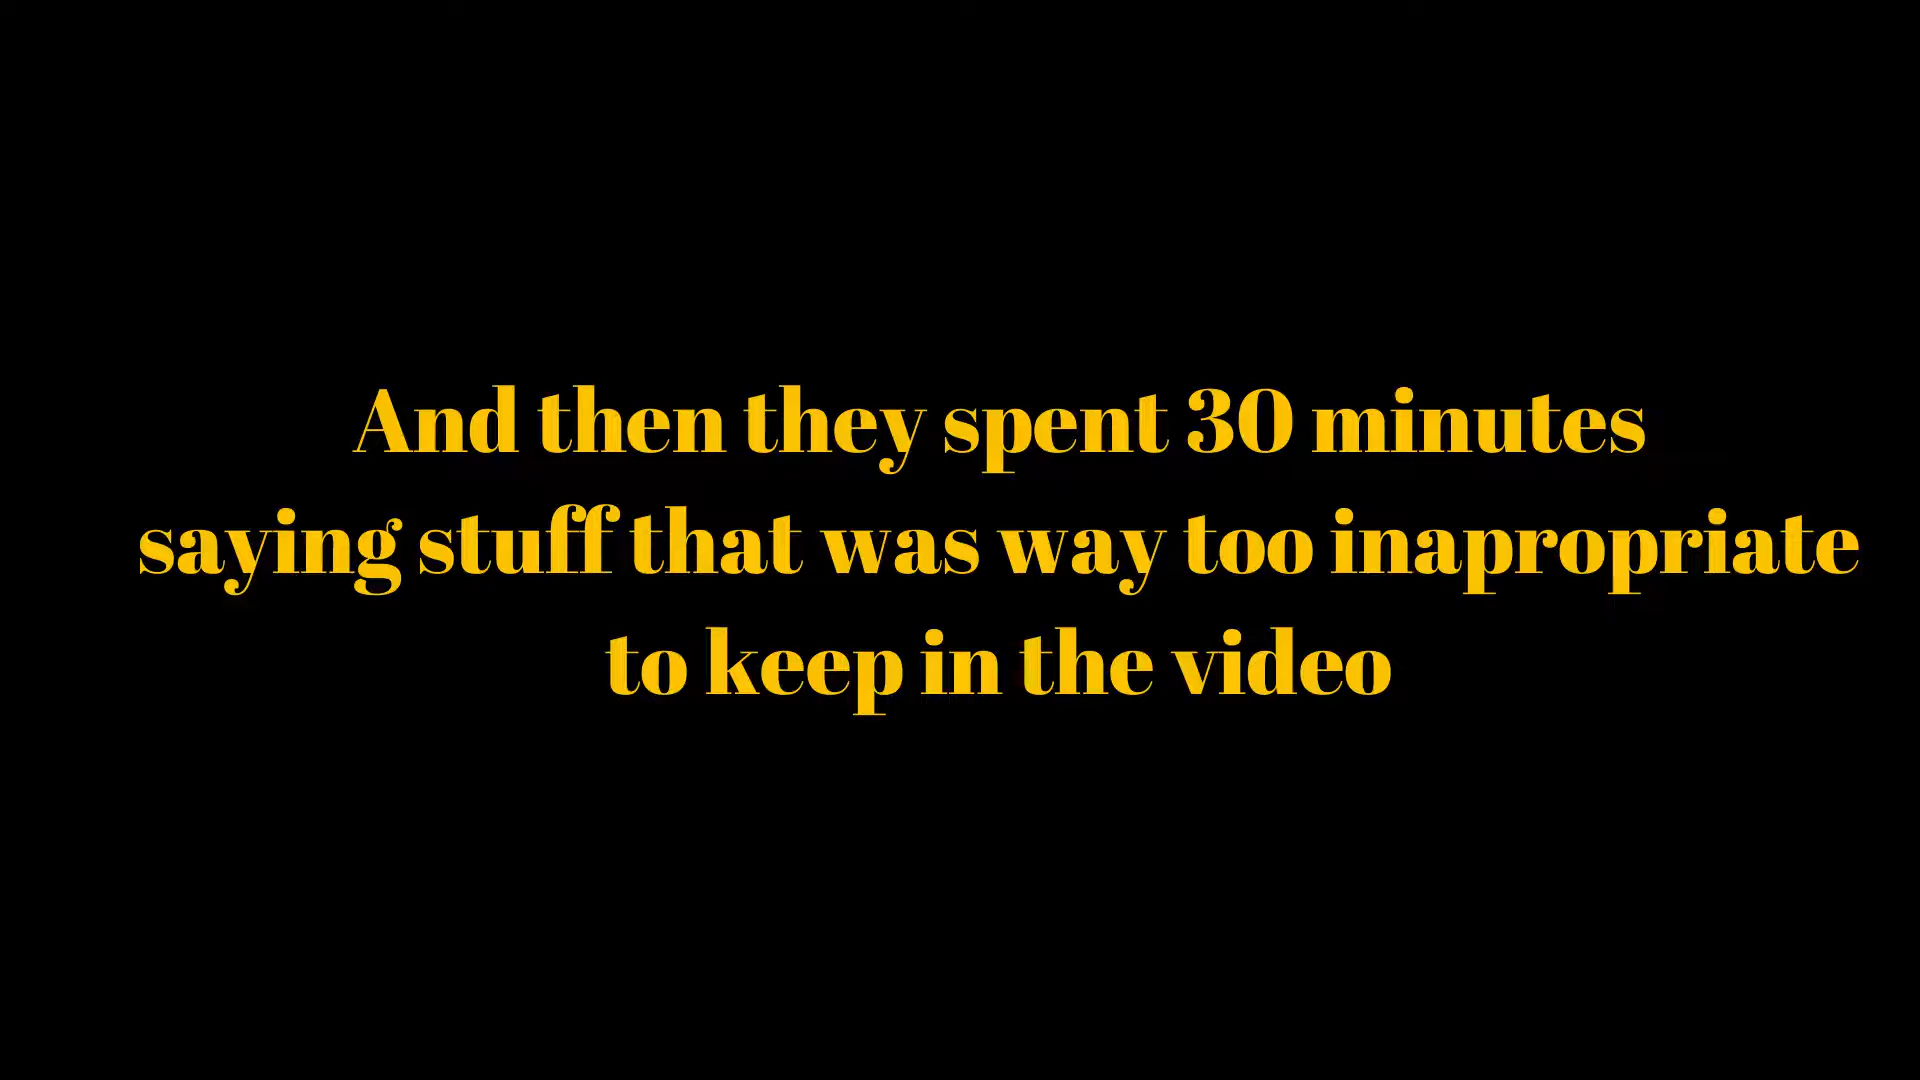 And then they spent 30 minutes
saying stuff that was way too inapropriate
to keep in the video